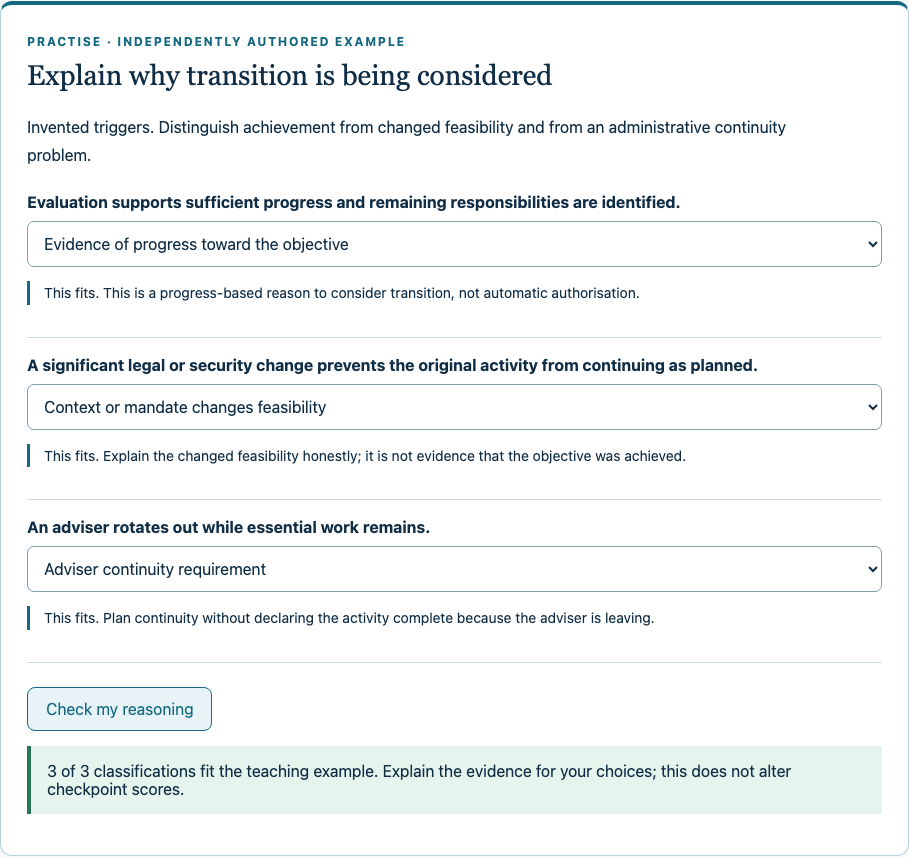 PRACTISE · INDEPENDENTLY AUTHORED EXAMPLE
Explain why transition is being considered
Invented triggers. Distinguish achievement from changed feasibility and from an administrative continuity
problem.
Evaluation supports sufficient progress and remaining responsibilities are identified.
Evidence of progress toward the objective
This fits. This is a progress-based reason to consider transition, not automatic authorisation.
A significant legal or security change prevents the original activity from continuing as planned.
Context or mandate changes feasibility
This fits. Explain the changed feasibility honestly; it is not evidence that the objective was achieved.
An adviser rotates out while essential work remains.
Adviser continuity requirement
This fits. Plan continuity without declaring the activity complete because the adviser is leaving.
Check my reasoning
3 of 3 classifications fit the teaching example. Explain the evidence for your choices; this does not alter
checkpoint scores.